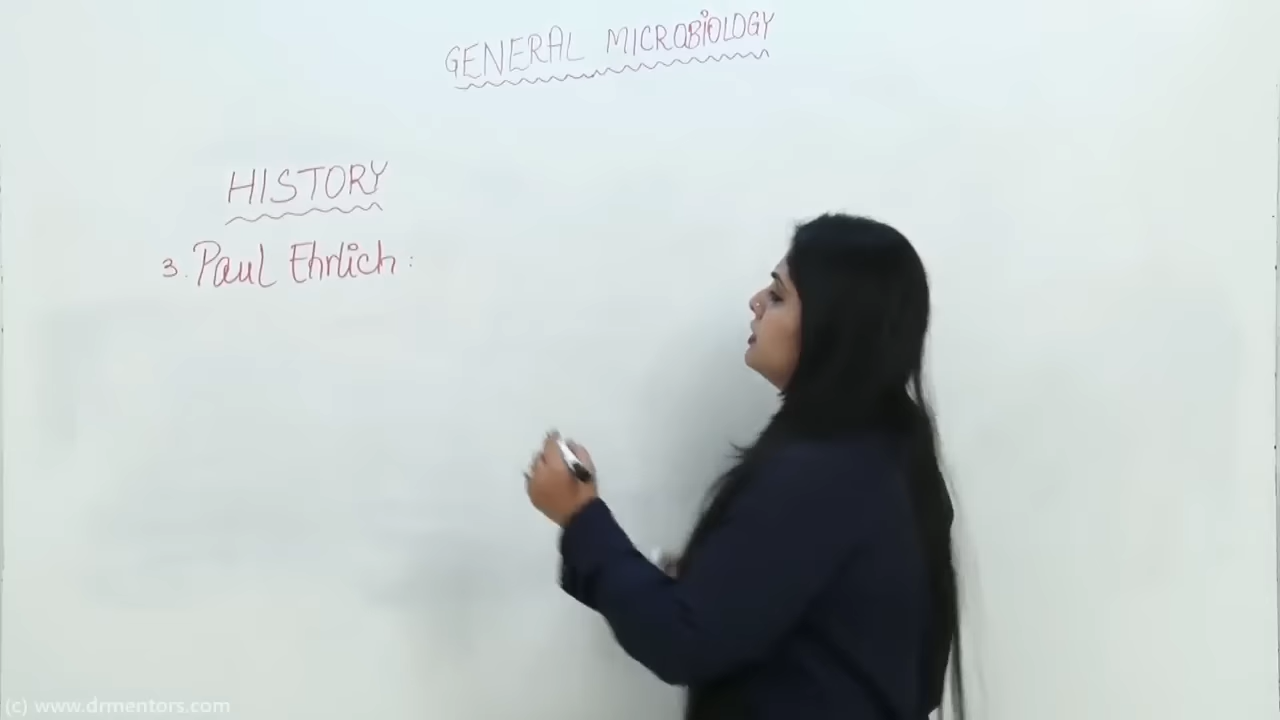 GENERAL MICROBIOLOGY
HISTORY
3. Paul Ehrlich:
(c) www.drmentors.com